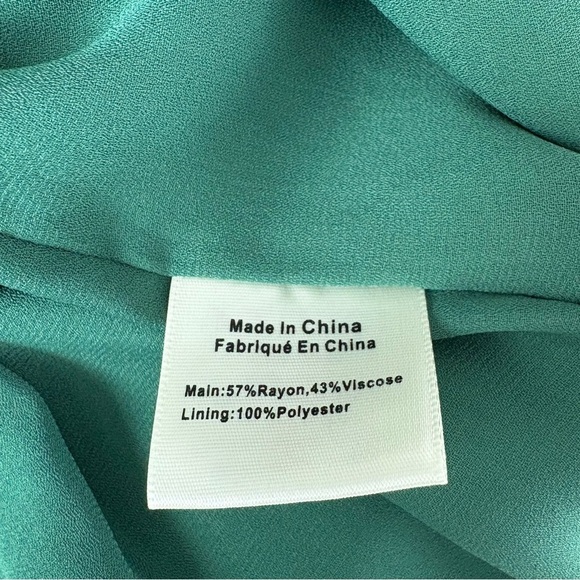 Made In China
Fabriqué En China
Main:57%Rayon,43%Viscose
Lining:100%Polyester